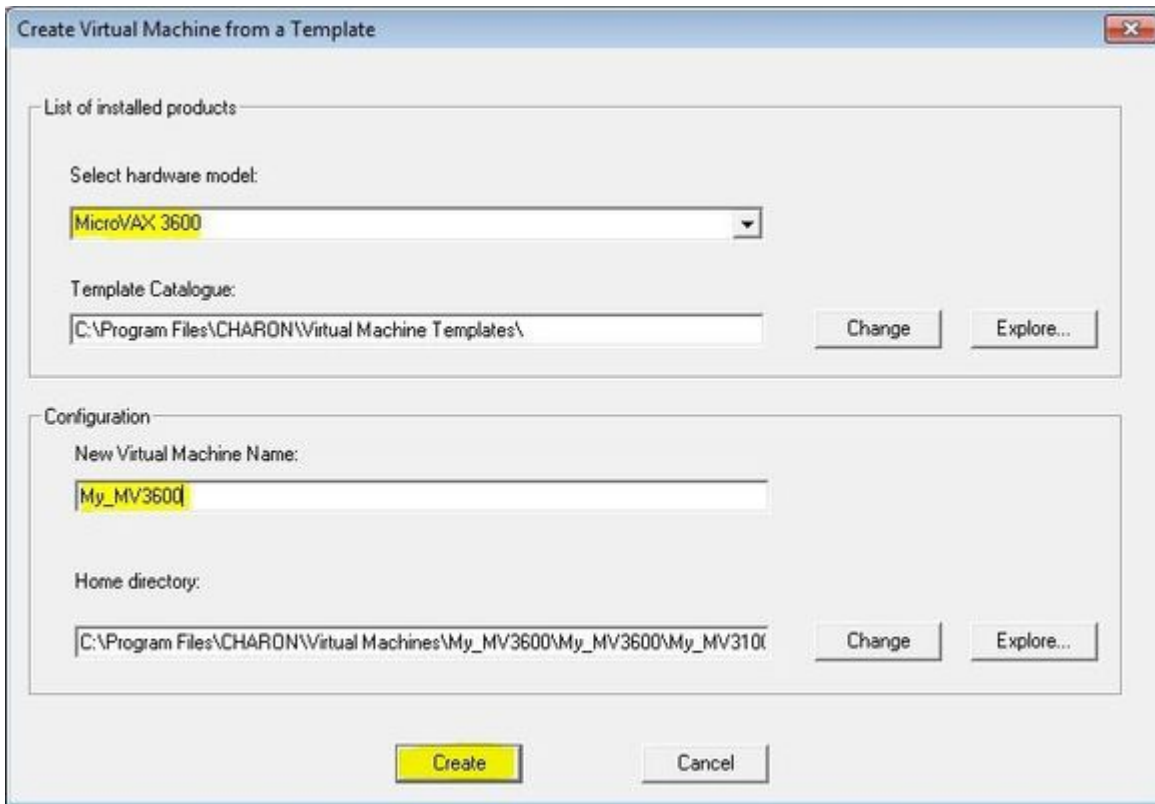 Create Virtual Machine from a Template
List of installed products
Select hardware model:
MicroVAX 3600
Template Catalogue:
C:\Program Files\CHARON\Virtual Machine Templates\
Change
Explore...
Configuration
New Virtual Machine Name:
My_MV3600
Home directory:
C:\Program Files\CHARON\Virtual Machines\My_MV3600\My_MV3600\My_MV310(
Change
Explore...
Create
Cancel